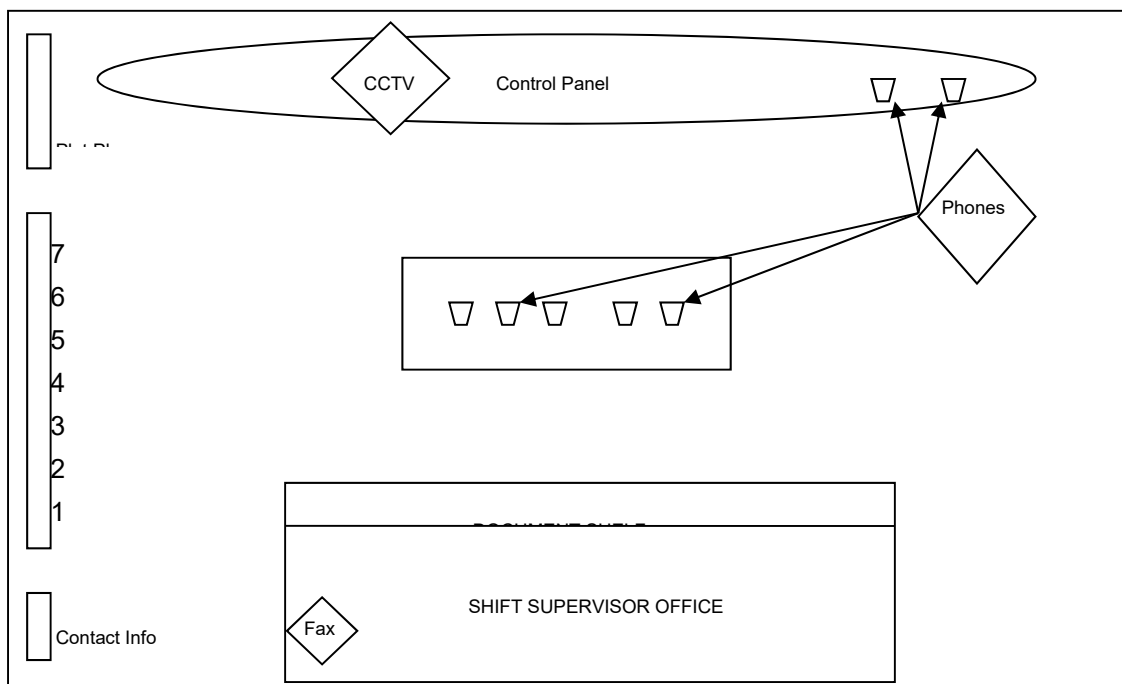 CCTV
Control Panel
Phones
7
6
5
4
3
2
1
SHIFT SUPERVISOR OFFICE
Fax
Contact Info